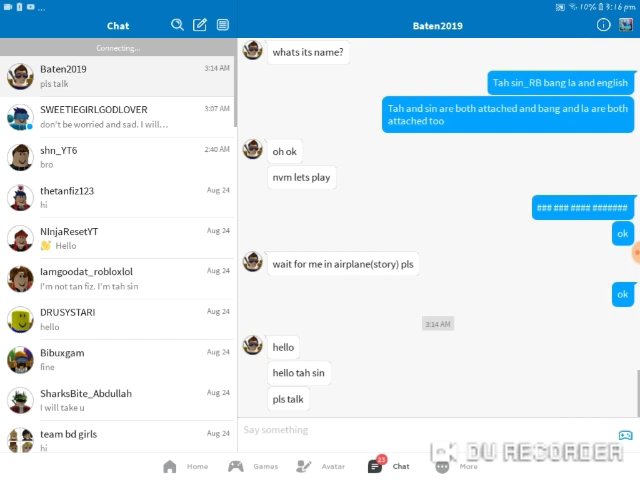 10% 3:16 pm
Chat
Baten2019
Connecting...
Baten2019
3:14 AM
pls talk
SWEETIEGIRLGODLOVER
3:07 AM
don't be worried and sad. I will...
shn_YT6
2:40 AM
bro
thetanfiz123
Aug 24
hi
NInjaResetYT
Aug 24
👋 Hello
Iamgoodat_robloxlol
Aug 24
I'm not tan fiz. I'm tah sin
DRUSYSTARI
Aug 24
hello
Bibuxgam
Aug 24
fine
SharksBite_Abdullah
Aug 24
I will take u
team bd girls
Aug 24
hi
whats its name?
Tah sin_RB bang la and english
Tah and sin are both attached and bang and la are both
attached too
oh ok
nvm lets play
### ### #### #######
ok
wait for me in airplane(story) pls
ok
3:14 AM
hello
hello tah sin
pls talk
Say something
DU RECORDER
Home
Games
Avatar
23
Chat
More